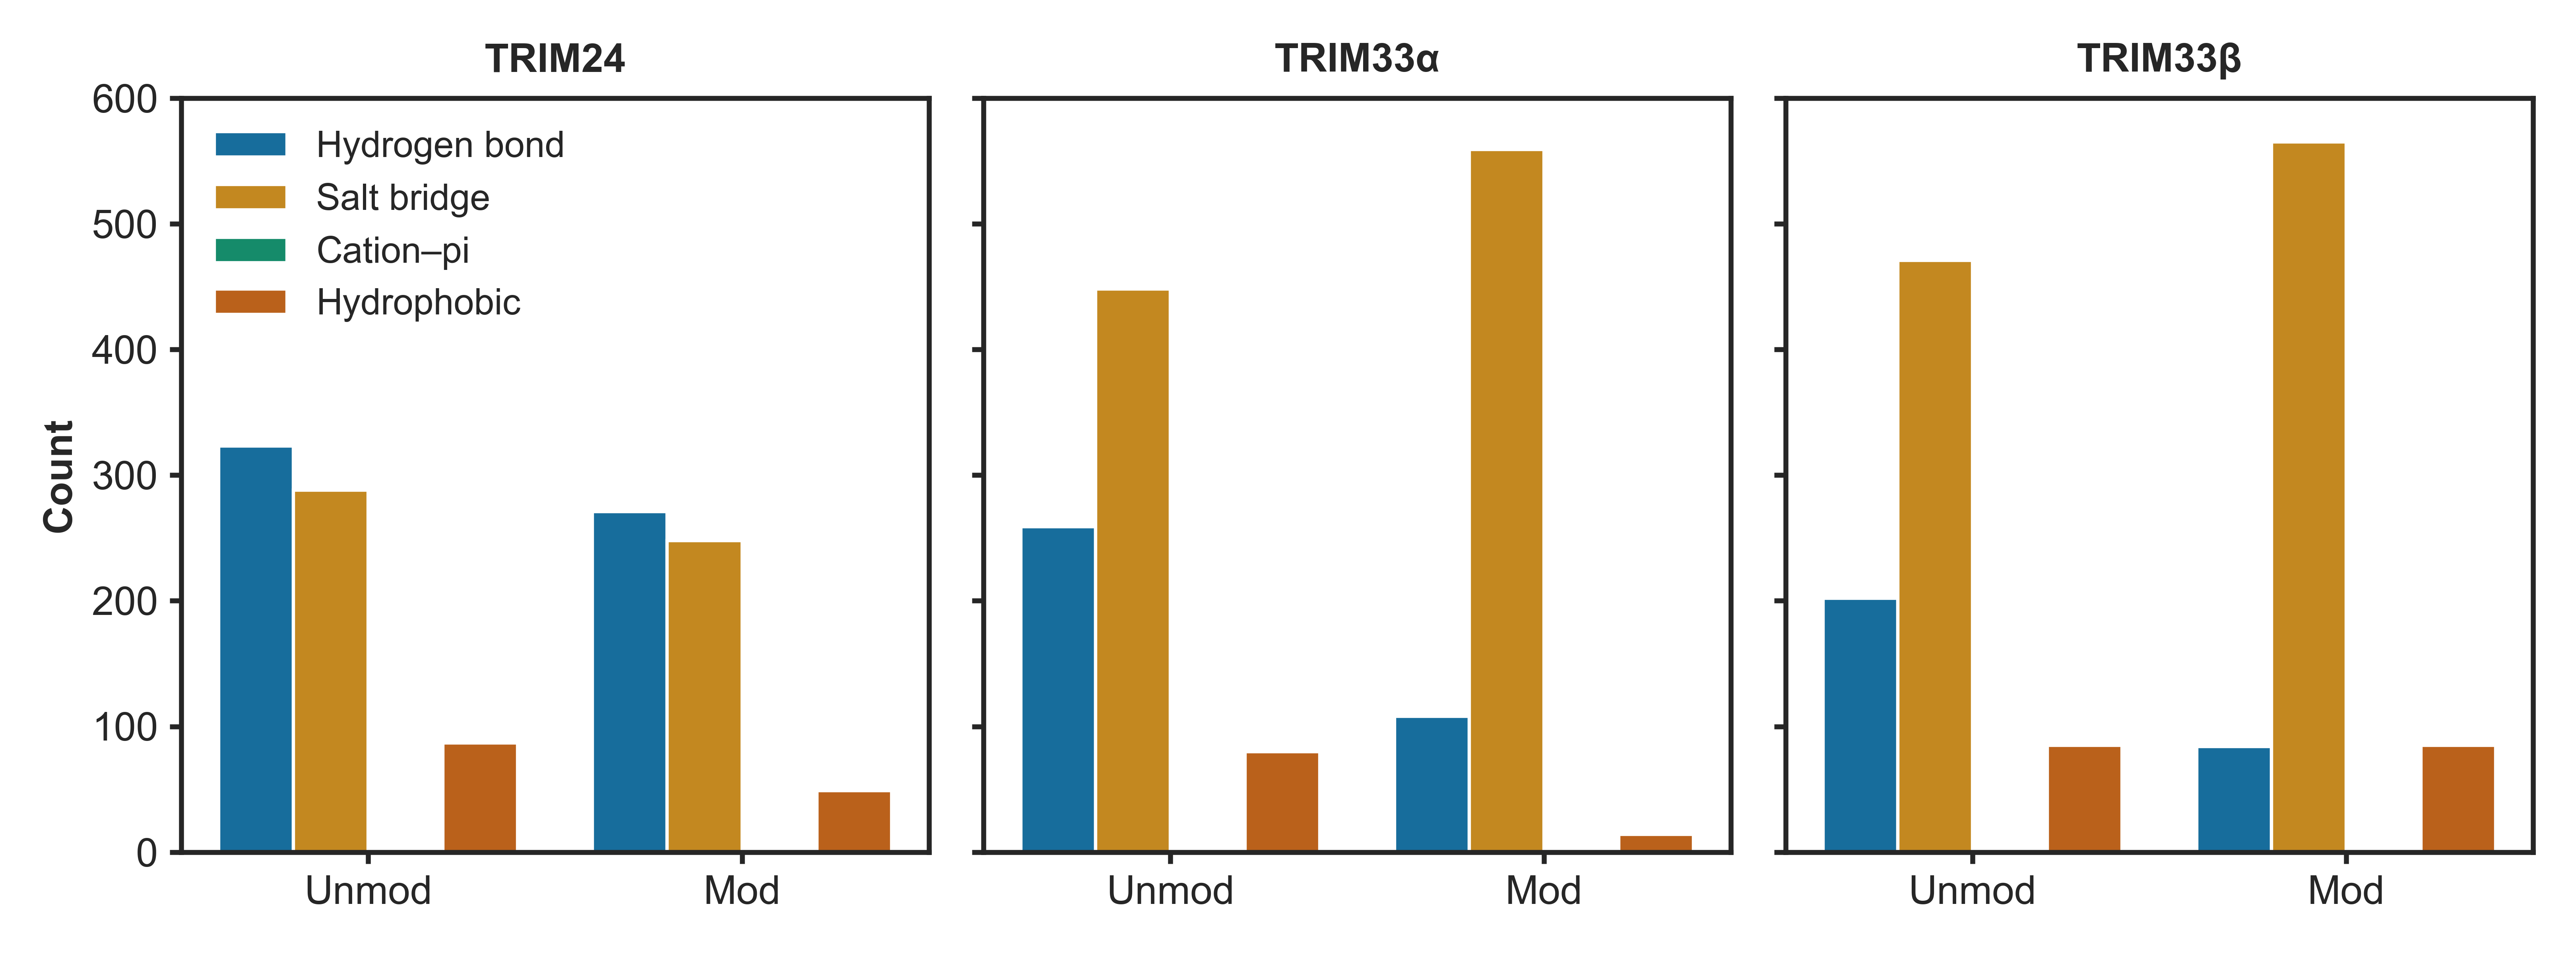 TRIM24
TRIM33α
TRIM33β
Count
600
500
400
300
200
100
0
Hydrogen bond
Salt bridge
Cation–pi
Hydrophobic
Unmod
Mod
Unmod
Mod
Unmod
Mod